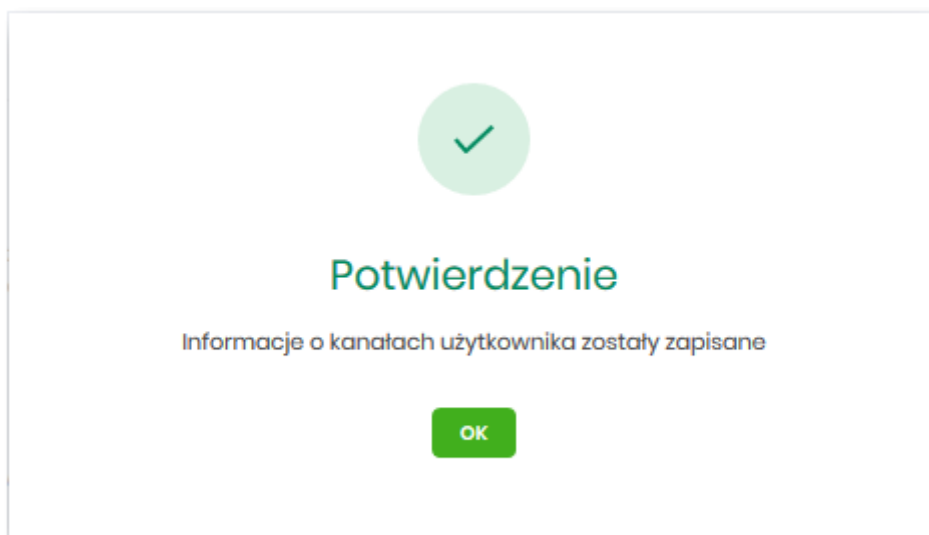 Potwierdzenie
Informacje o kanałach użytkownika zostały zapisane
OK